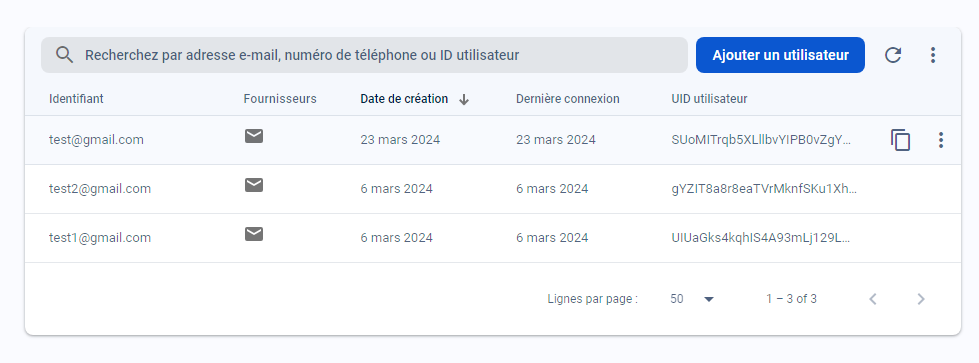 Recherchez par adresse e-mail, numéro de téléphone ou ID utilisateur Ajouter un utilisateur
Identifiant Fournisseurs Date de création Dernière connexion UID utilisateur
test@gmail.com 23 mars 2024 23 mars 2024 SUoMITrqb5XLllbvYIPB0vZgY...
test2@gmail.com 6 mars 2024 6 mars 2024 gYZIT8a8r8eaTVrMknfSKu1Xh...
test1@gmail.com 6 mars 2024 6 mars 2024 UIUaGks4kqhIS4A93mLj129L...
Lignes par page : 50 1 – 3 of 3